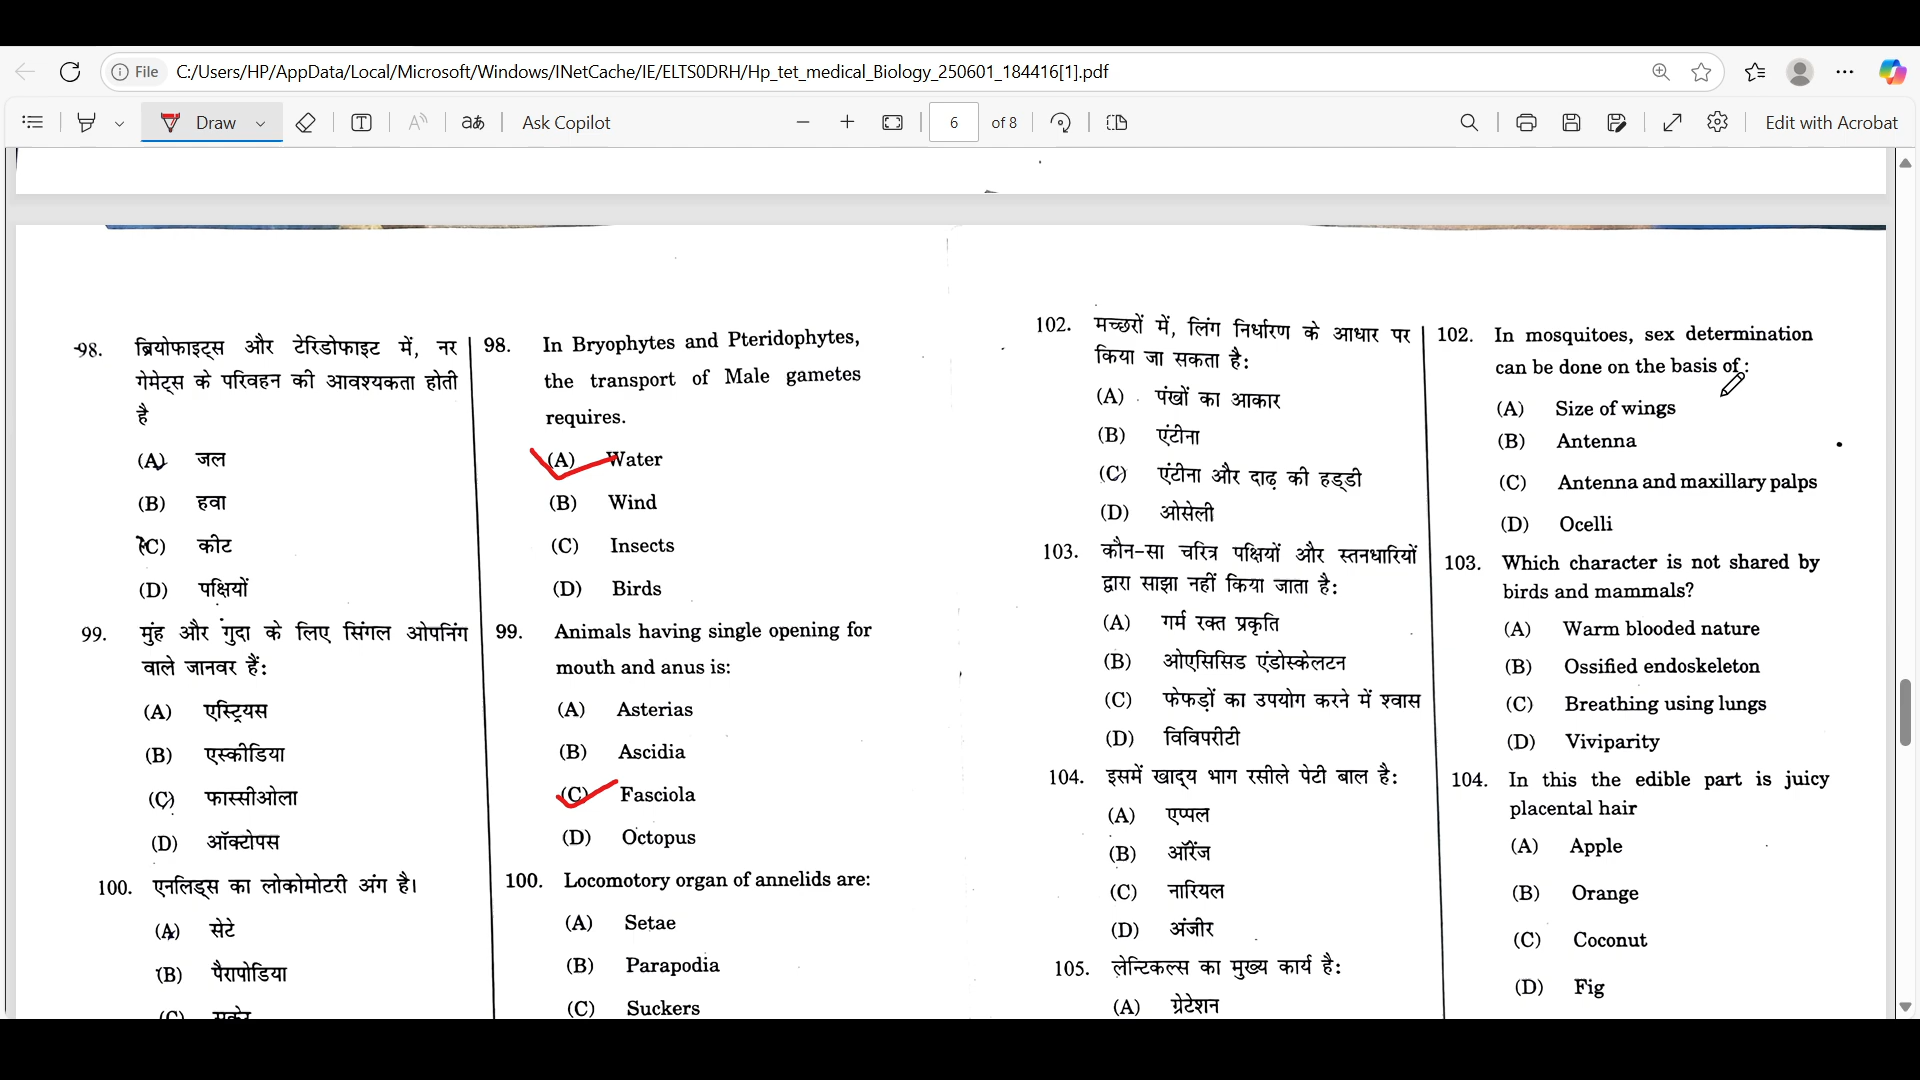 File C:/Users/HP/AppData/Local/Microsoft/Windows/INetCache/IE/ELTS0DRH/Hp_tet_medical_Biology_250601_184416[1].pdf
Draw aあ Ask Copilot 6 of 8 Edit with Acrobat
98. ब्रियोफाइट्स और टेरिडोफाइट में, नर
गेमेट्स के परिवहन की आवश्यकता होती
है
(A) जल
(B) हवा
(C) कीट
(D) पक्षियों
99. मुंह और गुदा के लिए सिंगल ओपनिंग
वाले जानवर हैं:
(A) एस्ट्रियस
(B) एस्कीडिया
(C) फास्सीओला
(D) ऑक्टोपस
100. एनलिड्स का लोकोमोटरी अंग है।
(A) सेटे
(B) पैरापोडिया
98. In Bryophytes and Pteridophytes,
the transport of Male gametes
requires.
(A) Water
(B) Wind
(C) Insects
(D) Birds
99. Animals having single opening for
mouth and anus is:
(A) Asterias
(B) Ascidia
(C) Fasciola
(D) Octopus
100. Locomotory organ of annelids are:
(A) Setae
(B) Parapodia
(C) Suckers
102. मच्छरों में, लिंग निर्धारण के आधार पर
किया जा सकता है:
(A) पंखों का आकार
(B) एंटीना
(C) एंटीना और दाढ़ की हड्डी
(D) ओसेली
103. कौन-सा चरित्र पक्षियों और स्तनधारियों
द्वारा साझा नहीं किया जाता है:
(A) गर्म रक्त प्रकृति
(B) ओएसिसिड एंडोस्केलटन
(C) फेफड़ों का उपयोग करने में श्वास
(D) विविपरीटी
104. इसमें खाद्य भाग रसीले पेटी बाल है:
(A) एप्पल
(B) ऑरेंज
(C) नारियल
(D) अंजीर
105. लेन्टिकल्स का मुख्य कार्य है:
(A) ग्रेटेशन
102. In mosquitoes, sex determination
can be done on the basis of:
(A) Size of wings
(B) Antenna
(C) Antenna and maxillary palps
(D) Ocelli
103. Which character is not shared by
birds and mammals?
(A) Warm blooded nature
(B) Ossified endoskeleton
(C) Breathing using lungs
(D) Viviparity
104. In this the edible part is juicy
placental hair
(A) Apple
(B) Orange
(C) Coconut
(D) Fig